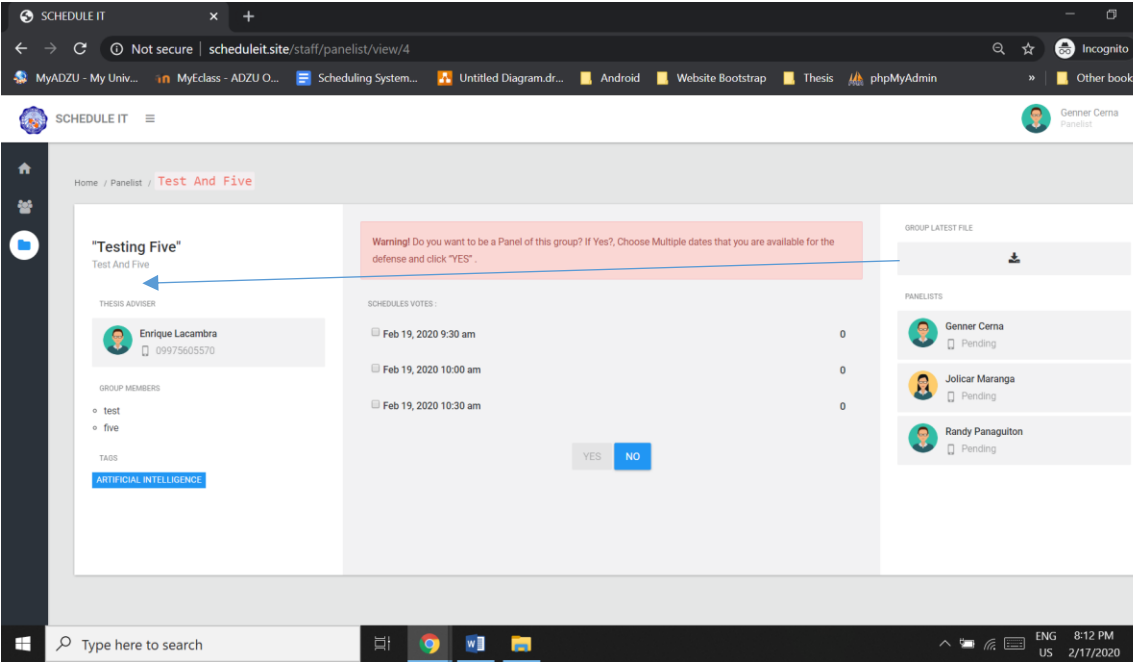 SCHEDULE IT
Not secure | scheduleit.site/staff/panelist/view/4
Incognito
MyADZU - My Univ...
MyEclass - ADZU O...
Scheduling System...
Untitled Diagram.dr...
Android
Website Bootstrap
Thesis
phpMyAdmin
»
Other book
SCHEDULE IT
Genner Cerna
Panelist
Home / Panelist / Test And Five
"Testing Five"
Test And Five
THESIS ADVISER
Enrique Lacambra
09975605570
GROUP MEMBERS
test
five
TAGS
ARTIFICIAL INTELLIGENCE
Warning! Do you want to be a Panel of this group? If Yes?, Choose Multiple dates that you are available for the
defense and click "YES" .
SCHEDULES VOTES :
Feb 19, 2020 9:30 am 0
Feb 19, 2020 10:00 am 0
Feb 19, 2020 10:30 am 0
YES NO
GROUP LATEST FILE
PANELISTS
Genner Cerna
Pending
Jolicar Maranga
Pending
Randy Panaguiton
Pending
Type here to search
ENG
US
8:12 PM
2/17/2020